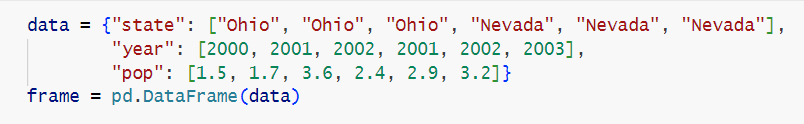 data = {"state": ["Ohio", "Ohio", "Ohio", "Nevada", "Nevada", "Nevada"],
        "year": [2000, 2001, 2002, 2001, 2002, 2003],
        "pop": [1.5, 1.7, 3.6, 2.4, 2.9, 3.2]}
frame = pd.DataFrame(data)